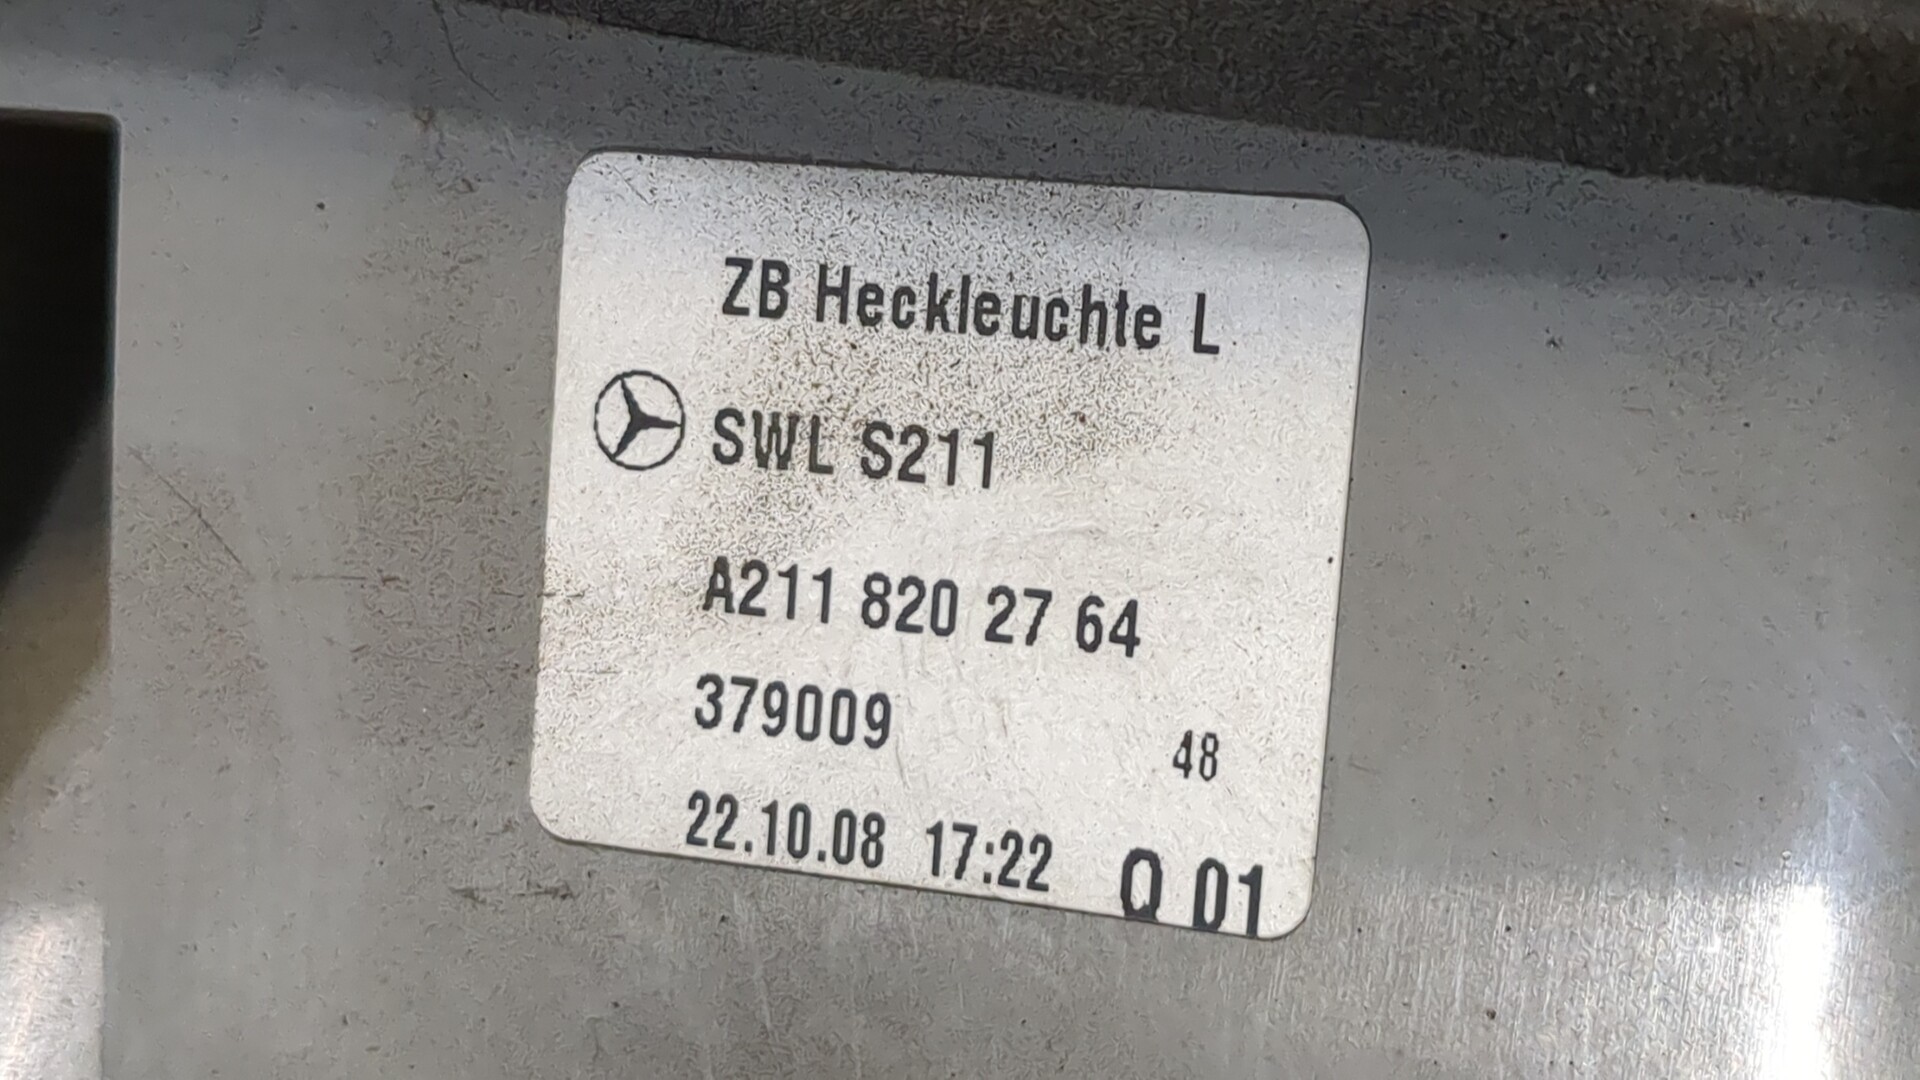 ZB Heckleuchte L
SWL S211
A211 820 27 64
379009 48
22.10.08 17:22 Q 01